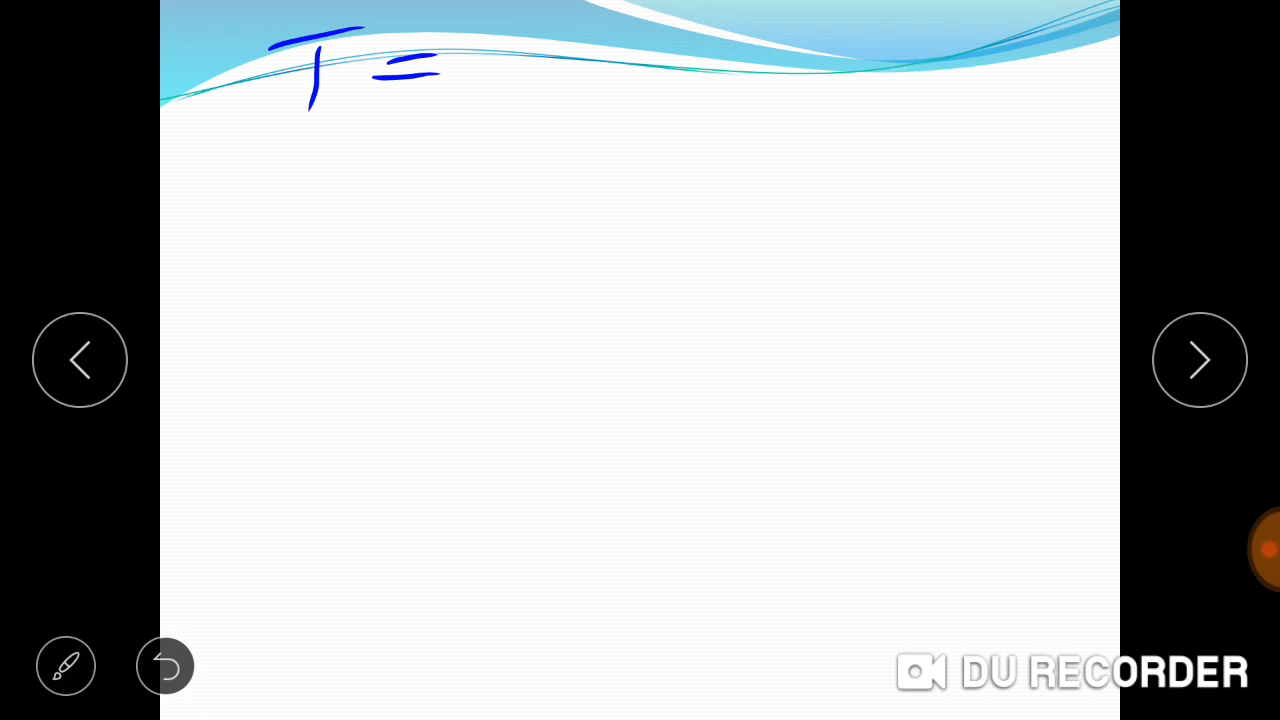 T =
DU RECORDER